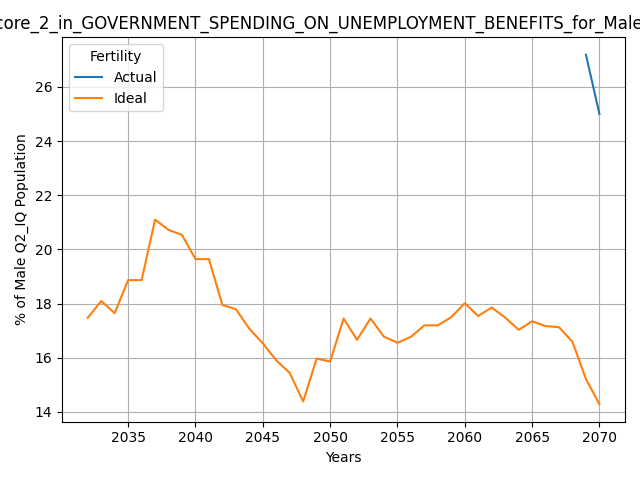 core_2_in_GOVERNMENT_SPENDING_ON_UNEMPLOYMENT_BENEFITS_for_Male
Fertility
Actual
Ideal
26
24
22
20
18
16
14
% of Male Q2_IQ Population
2035 2040 2045 2050 2055 2060 2065 2070
Years